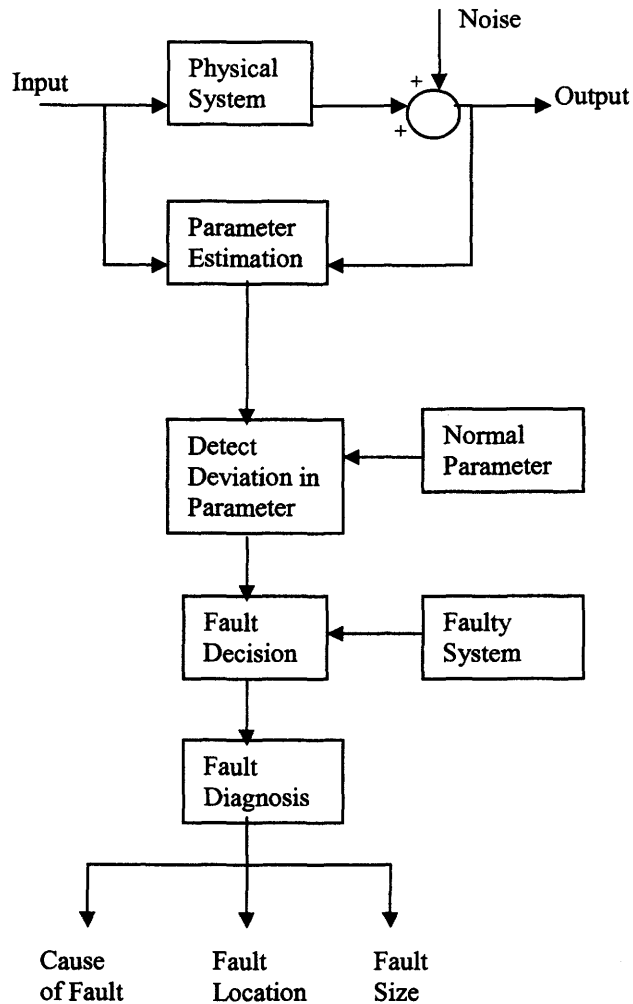 Noise
Input
Physical
System
+
+
Output
Parameter
Estimation
Detect
Deviation in
Parameter
Normal
Parameter
Fault
Decision
Faulty
System
Fault
Diagnosis
Cause
of Fault
Fault
Location
Fault
Size